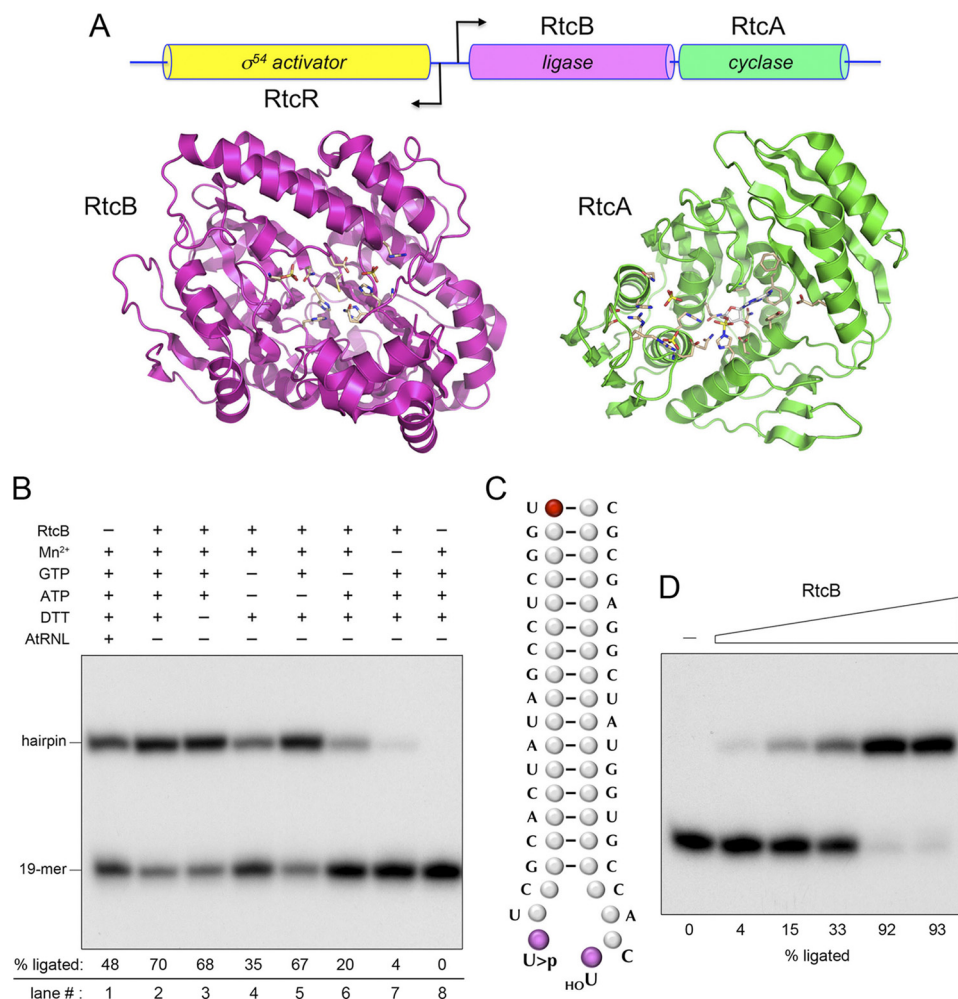 A
RtcB
RtcA
σ⁵⁴ activator
ligase
cyclase
RtcR
RtcB
RtcA
B
RtcB – + + + + + + –
Mn²⁺ + + + + + + – +
GTP + + + – + – + +
ATP + + + – – + + +
DTT + + – + + + + +
AtRNL + – – – – – – –
hairpin
19-mer
% ligated: 48 70 68 35 67 20 4 0
lane # : 1 2 3 4 5 6 7 8
C
U C
G G
G C
C G
U A
C G
C G
G C
A U
U A
A U
U G
C G
A U
C G
G C
C C
U A
U>p C
HOU
D
RtcB
–
0 4 15 33 92 93
% ligated